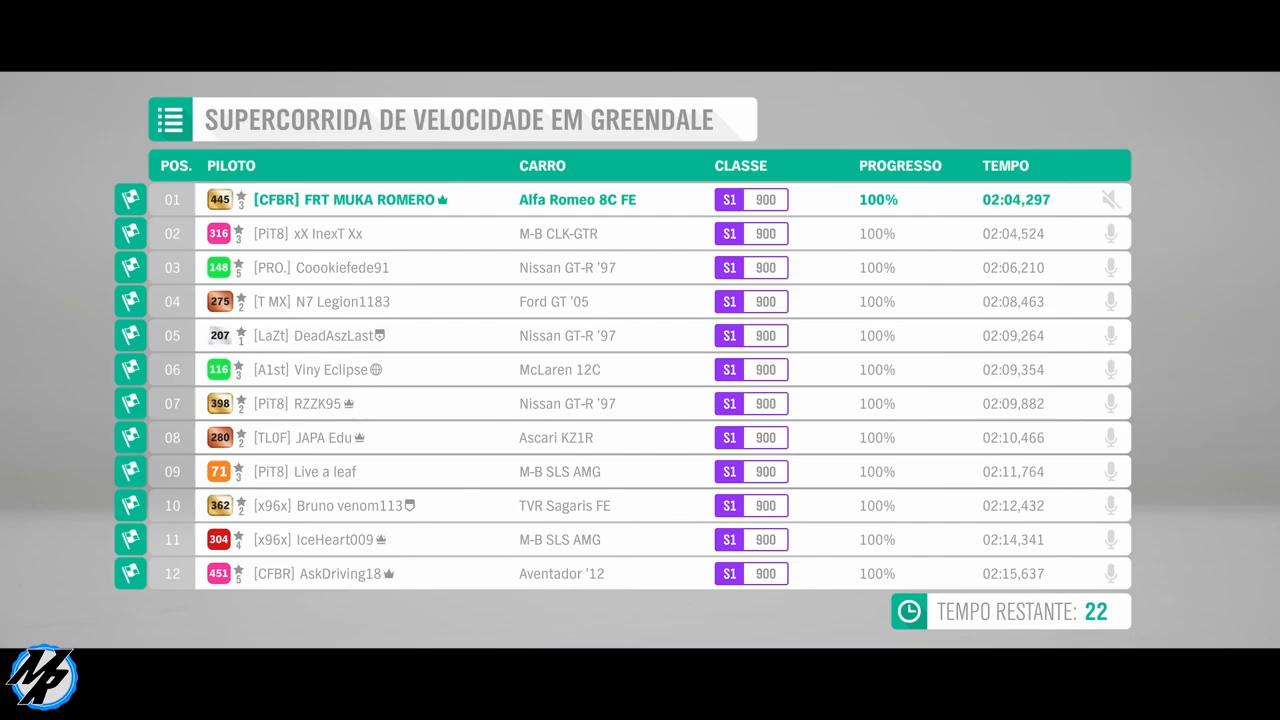 SUPERCORRIDA DE VELOCIDADE EM GREENDALE
POS. PILOTO CARRO CLASSE PROGRESSO TEMPO
01 445 3 [CFBR] FRT MUKA ROMERO Alfa Romeo 8C FE S1 900 100% 02:04,297
02 316 3 [PiT8] xX InexT Xx M-B CLK-GTR S1 900 100% 02:04,524
03 148 5 [PRO.] Coookiefede91 Nissan GT-R '97 S1 900 100% 02:06,210
04 275 2 [T MX] N7 Legion1183 Ford GT '05 S1 900 100% 02:08,463
05 207 1 [LaZt] DeadAszLast Nissan GT-R '97 S1 900 100% 02:09,264
06 116 3 [A1st] Viny Eclipse McLaren 12C S1 900 100% 02:09,354
07 398 2 [PiT8] RZZK95 Nissan GT-R '97 S1 900 100% 02:09,882
08 280 2 [TL0F] JAPA Edu Ascari KZ1R S1 900 100% 02:10,466
09 71 3 [PiT8] Live a leaf M-B SLS AMG S1 900 100% 02:11,764
10 362 2 [x96x] Bruno venom113 TVR Sagaris FE S1 900 100% 02:12,432
11 304 4 [x96x] IceHeart009 M-B SLS AMG S1 900 100% 02:14,341
12 451 5 [CFBR] AskDriving18 Aventador '12 S1 900 100% 02:15,637
TEMPO RESTANTE: 22